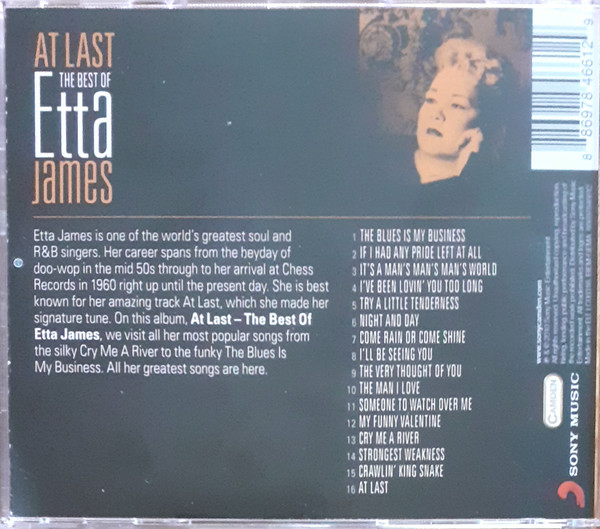 AT LAST
THE BEST OF
Etta
James
Etta James is one of the world's greatest soul and
R&B singers. Her career spans from the heyday of
doo-wop in the mid 50s through to her arrival at Chess
Records in 1960 right up until the present day. She is best
known for her amazing track At Last, which she made her
signature tune. On this album, At Last – The Best Of
Etta James, we visit all her most popular songs from
the silky Cry Me A River to the funky The Blues Is
My Business. All her greatest songs are here.
1 THE BLUES IS MY BUSINESS
2 IF I HAD ANY PRIDE LEFT AT ALL
3 IT'S A MAN'S MAN'S MAN'S WORLD
4 I'VE BEEN LOVIN' YOU TOO LONG
5 TRY A LITTLE TENDERNESS
6 NIGHT AND DAY
7 COME RAIN OR COME SHINE
8 I'LL BE SEEING YOU
9 THE VERY THOUGHT OF YOU
10 THE MAN I LOVE
11 SOMEONE TO WATCH OVER ME
12 MY FUNNY VALENTINE
13 CRY ME A RIVER
14 STRONGEST WEAKNESS
15 CRAWLIN' KING SNAKE
16 AT LAST
8 86978 46612 9
www.sonycamden.com
CAMDEN
SONY MUSIC